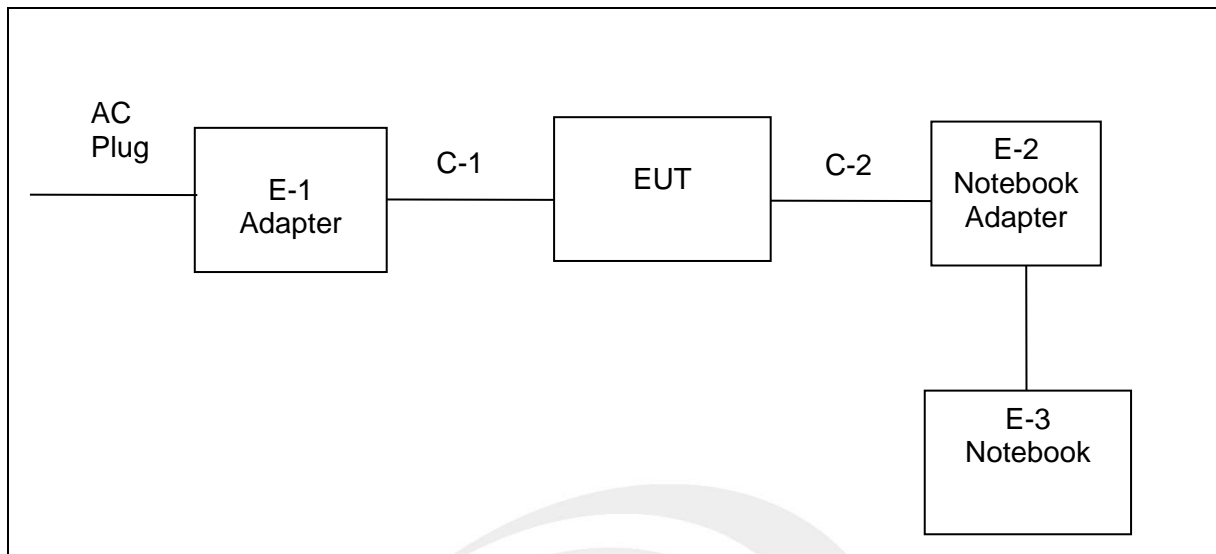 AC
Plug
E-1
Adapter
C-1
EUT
C-2
E-2
Notebook
Adapter
E-3
Notebook